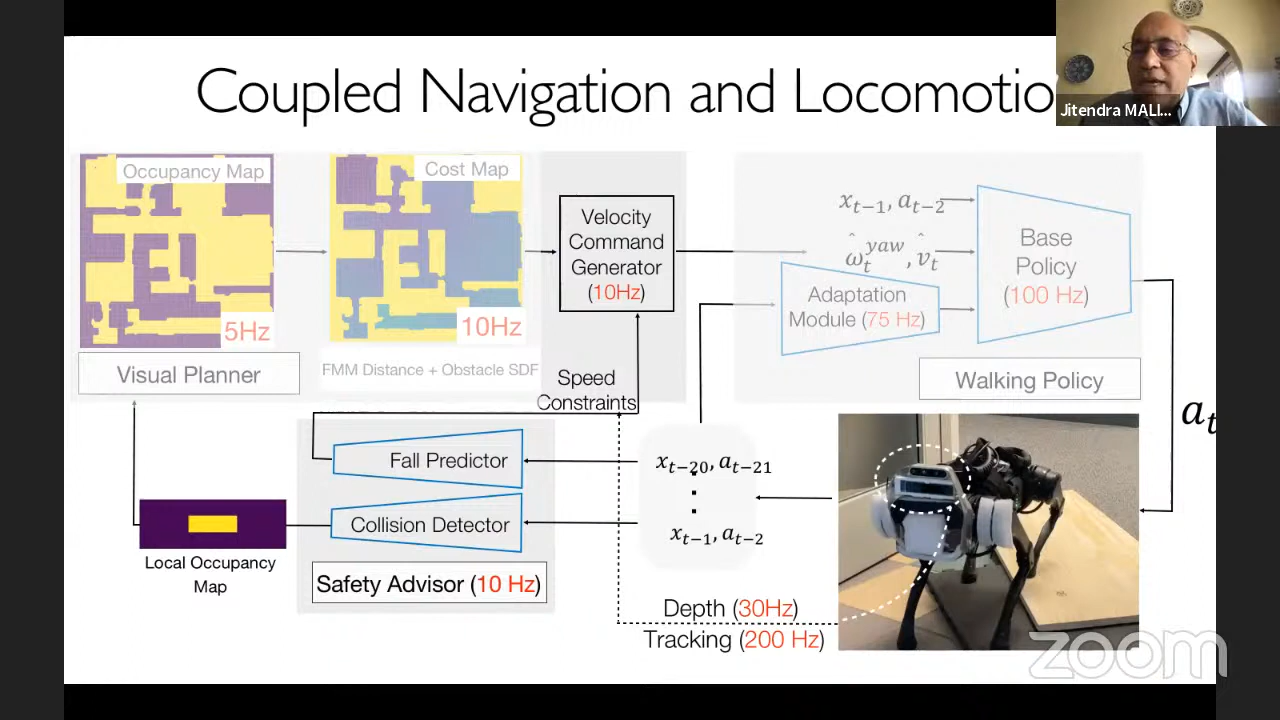 Coupled Navigation and Locomotio
Jitendra MALI...
Occupancy Map
5Hz
Visual Planner
Cost Map
10Hz
FMM Distance + Obstacle SDF
Velocity
Command
Generator
(10Hz)
Speed
Constraints
x_{t-1}, a_{t-2}
\hat{ω}_t^{yaw}, \hat{v}_t
Adaptation
Module (75 Hz)
Base
Policy
(100 Hz)
Walking Policy
a_t
Fall Predictor
Collision Detector
Safety Advisor (10 Hz)
Local Occupancy
Map
x_{t-20}, a_{t-21}
⋮
x_{t-1}, a_{t-2}
Depth (30Hz)
Tracking (200 Hz)
zoom